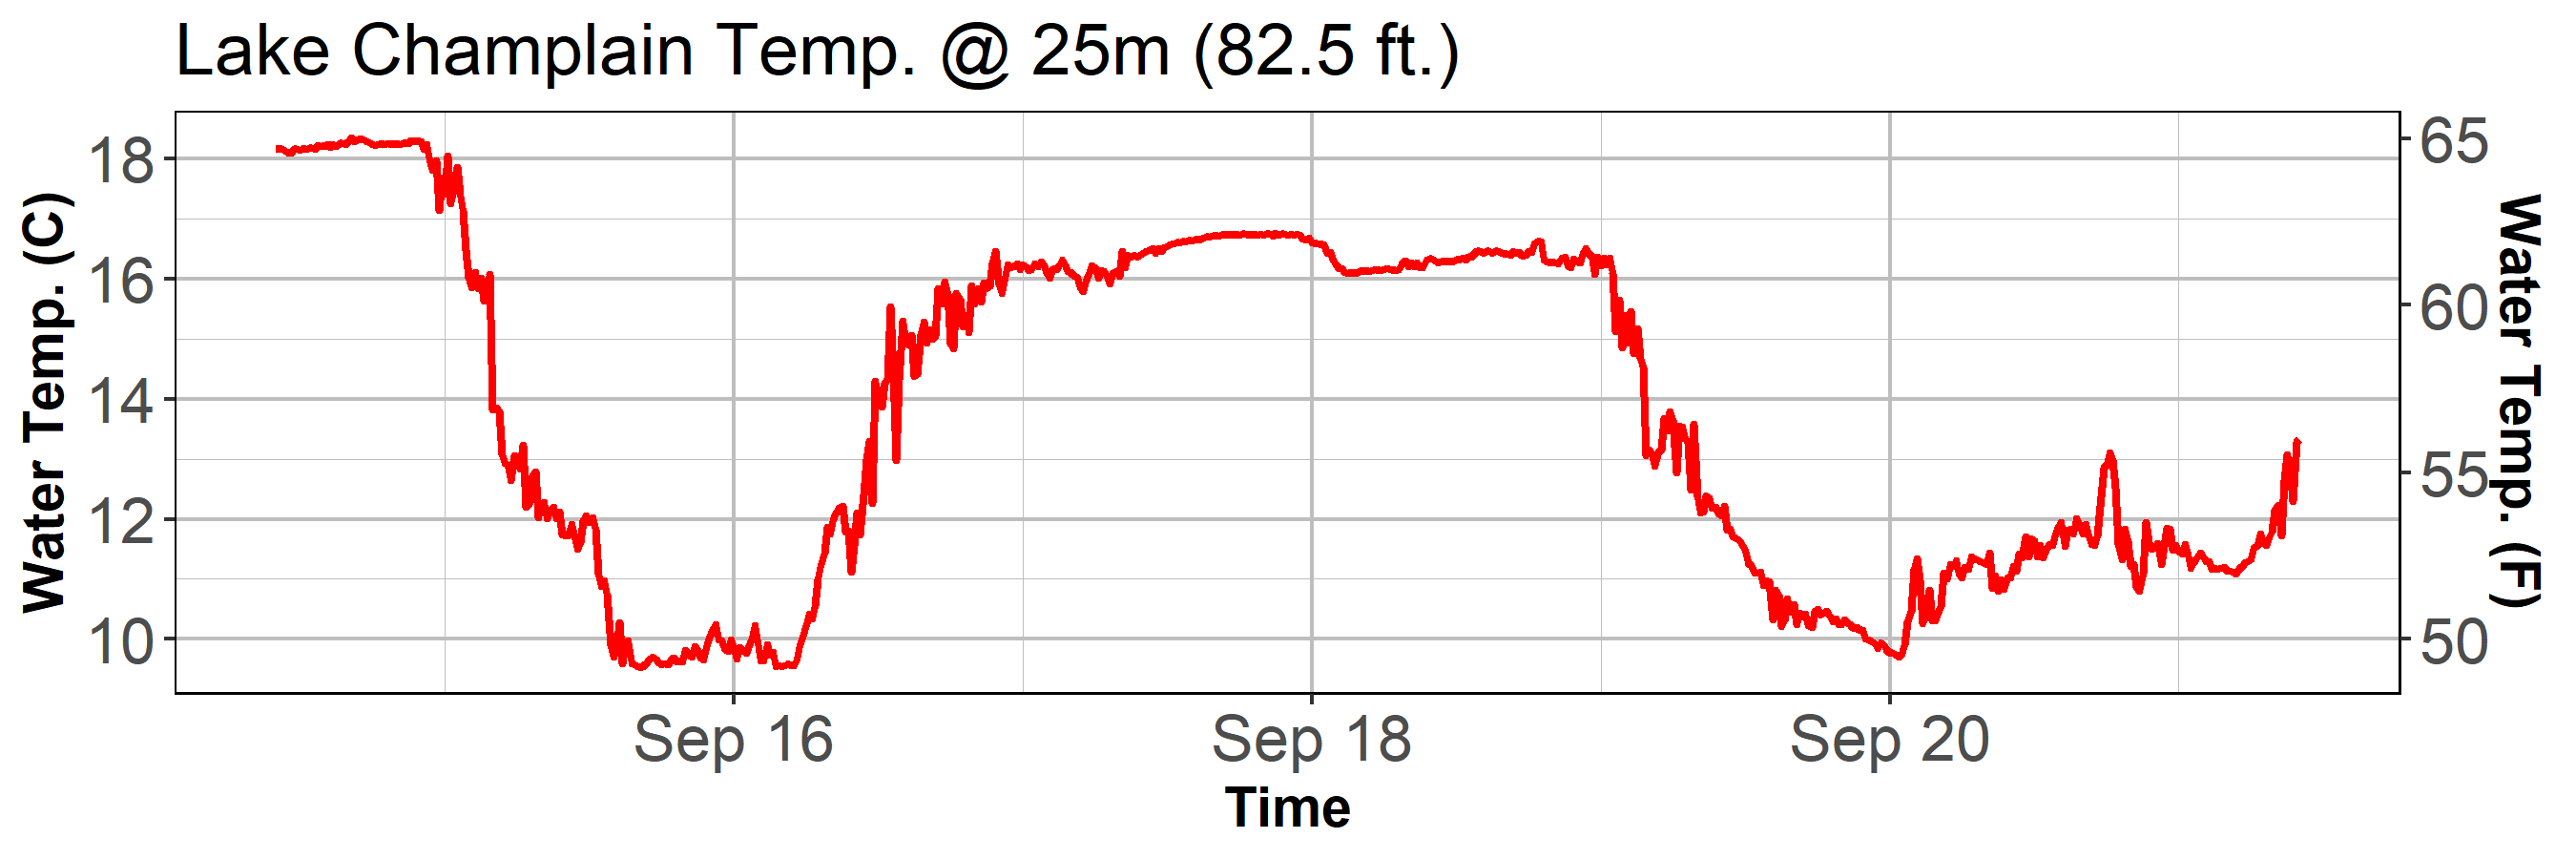 Lake Champlain Temp. @ 25m (82.5 ft.)
Water Temp. (C)
18
16
14
12
10
65
60
55
50
Water Temp. (F)
Sep 16
Sep 18
Sep 20
Time